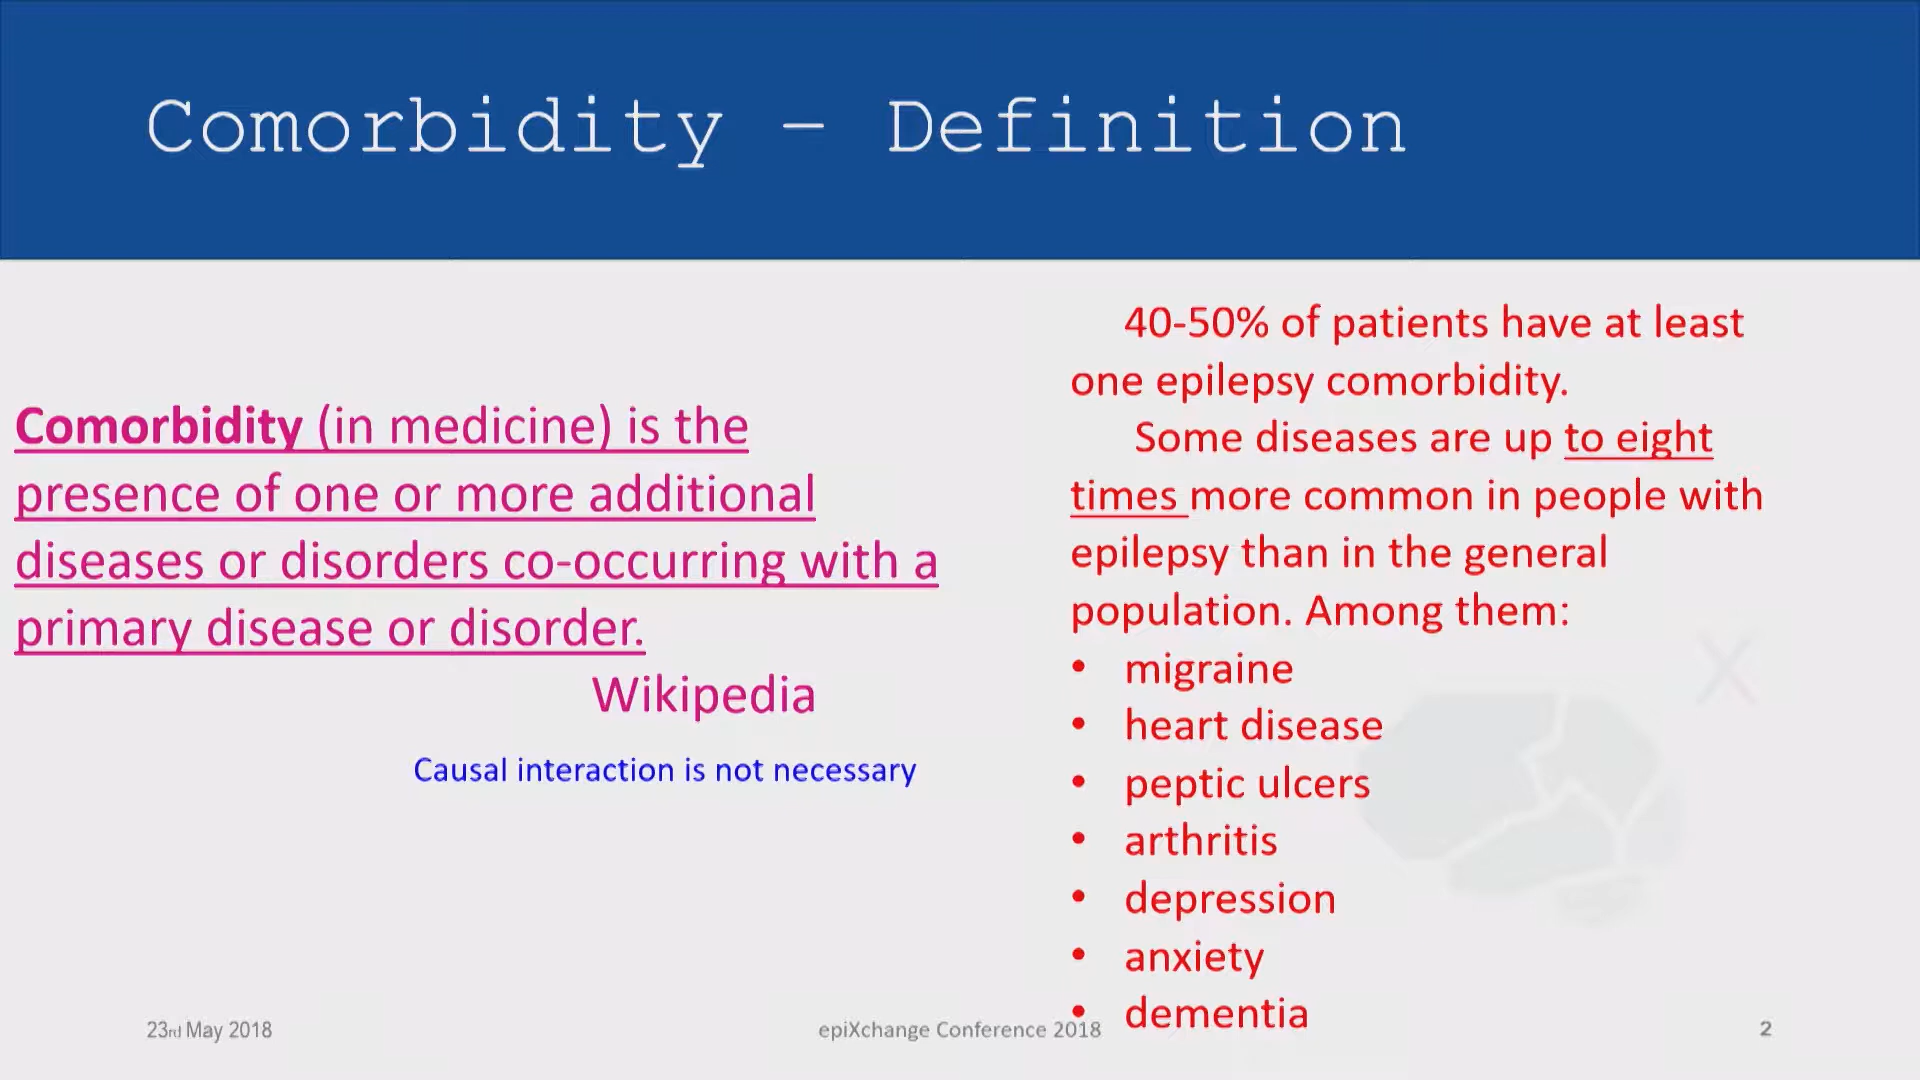 Comorbidity – Definition
Comorbidity (in medicine) is the
presence of one or more additional
diseases or disorders co-occurring with a
primary disease or disorder.
Wikipedia
Causal interaction is not necessary
40-50% of patients have at least
one epilepsy comorbidity.
Some diseases are up to eight
times more common in people with
epilepsy than in the general
population. Among them:
• migraine
• heart disease
• peptic ulcers
• arthritis
• depression
• anxiety
• dementia
X
23rd May 2018
epiXchange Conference 2018
2